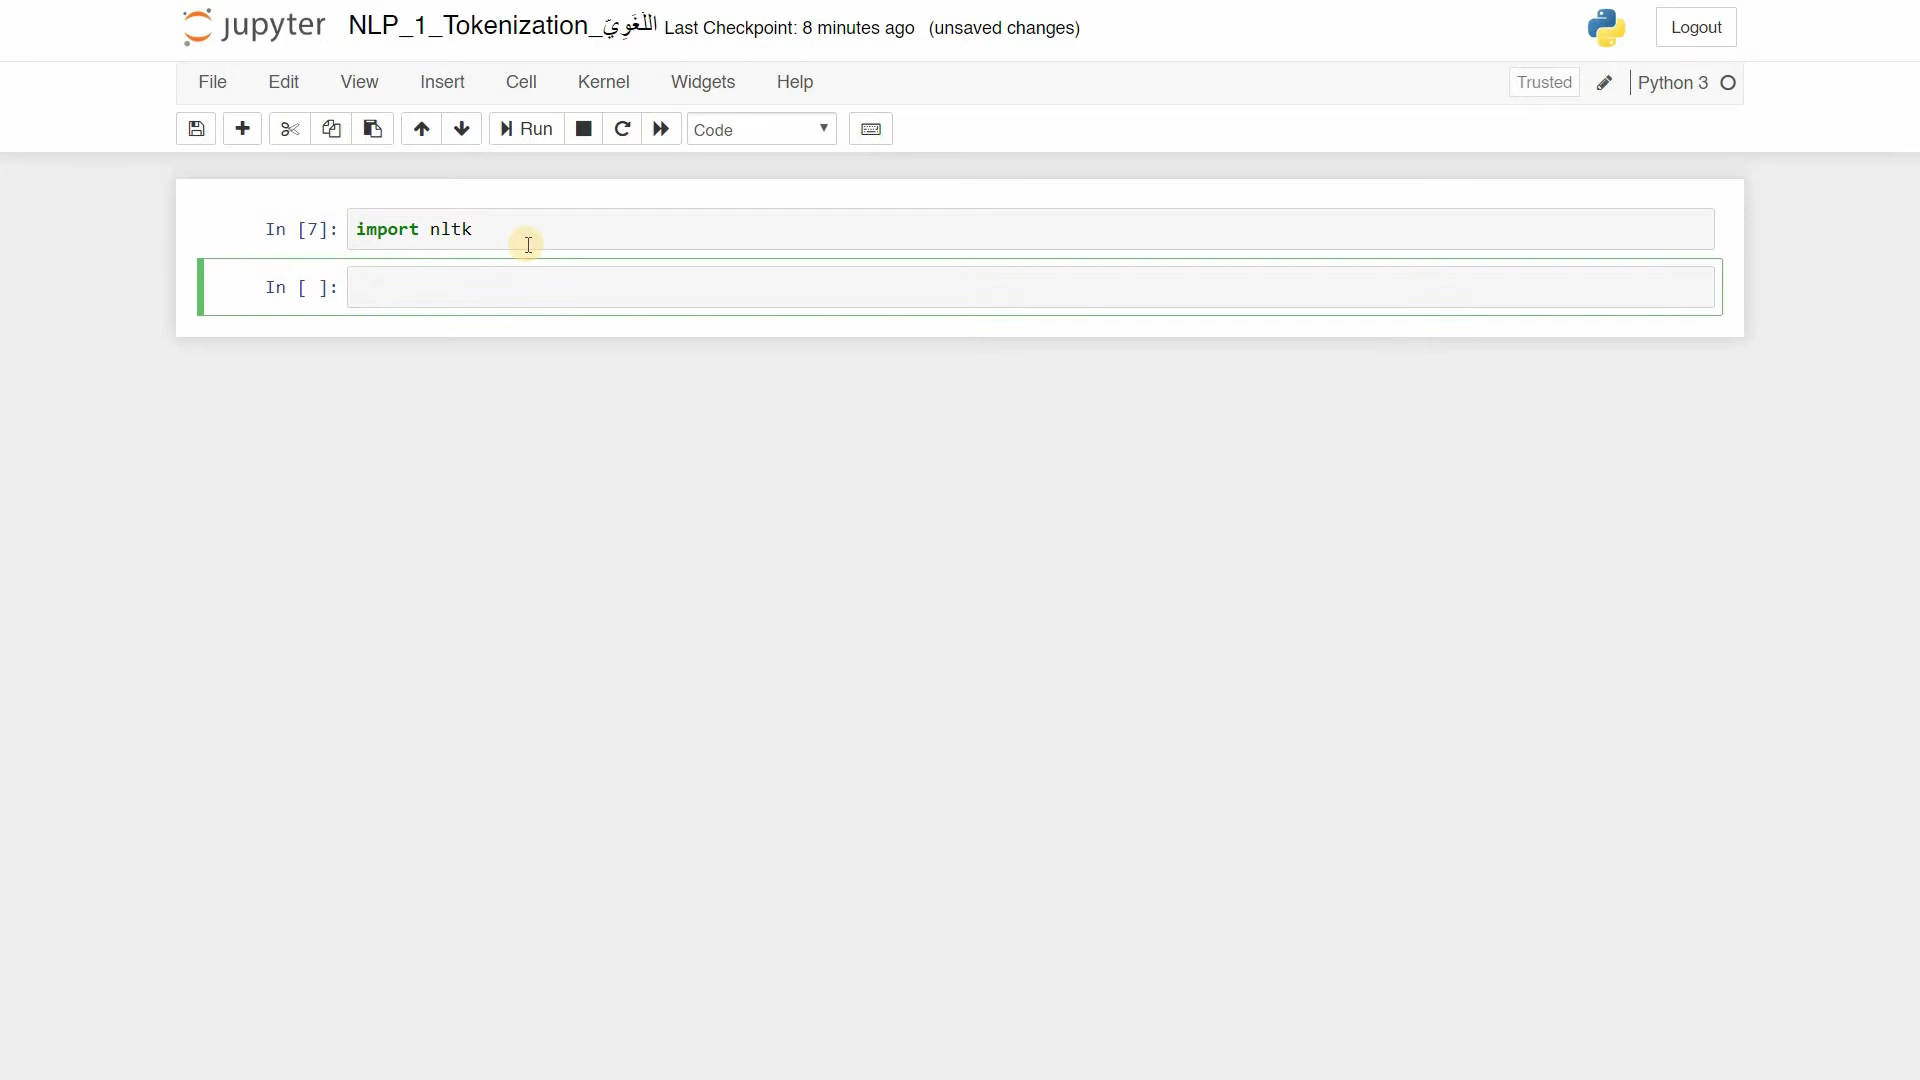 jupyter NLP_1_Tokenization_اللُّغَوِيّ Last Checkpoint: 8 minutes ago (unsaved changes) Logout
File Edit View Insert Cell Kernel Widgets Help Trusted Python 3
Run Code
In [7]: import nltk
In [ ]: